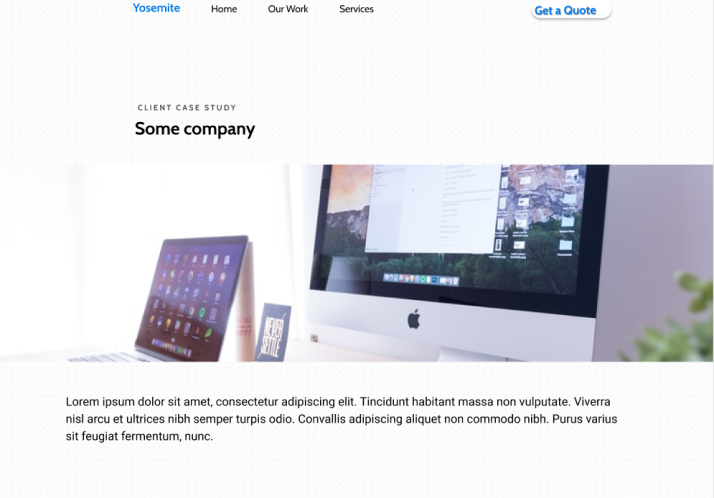 Yosemite Home Our Work Services Get a Quote
CLIENT CASE STUDY
Some company
NEVER
SETTLE
Lorem ipsum dolor sit amet, consectetur adipiscing elit. Tincidunt habitant massa non vulputate. Viverra
nisl arcu et ultrices nibh semper turpis odio. Convallis adipiscing aliquet non commodo nibh. Purus varius
sit feugiat fermentum, nunc.